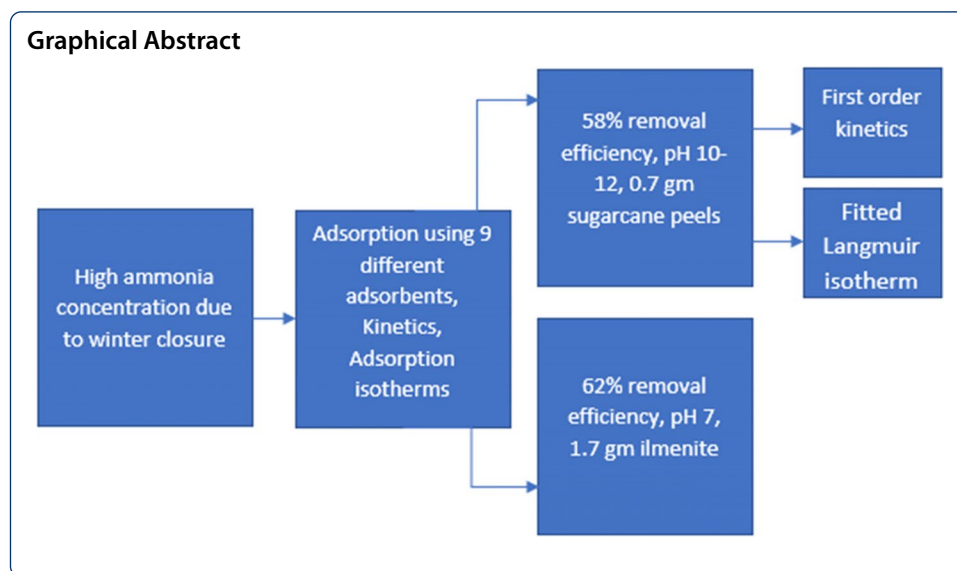 Graphical Abstract
High ammonia
concentration due
to winter closure
Adsorption using 9
different
adsorbents,
Kinetics,
Adsorption
isotherms
58% removal
efficiency, pH 10-
12, 0.7 gm
sugarcane peels
First order
kinetics
Fitted
Langmuir
isotherm
62% removal
efficiency, pH 7,
1.7 gm ilmenite